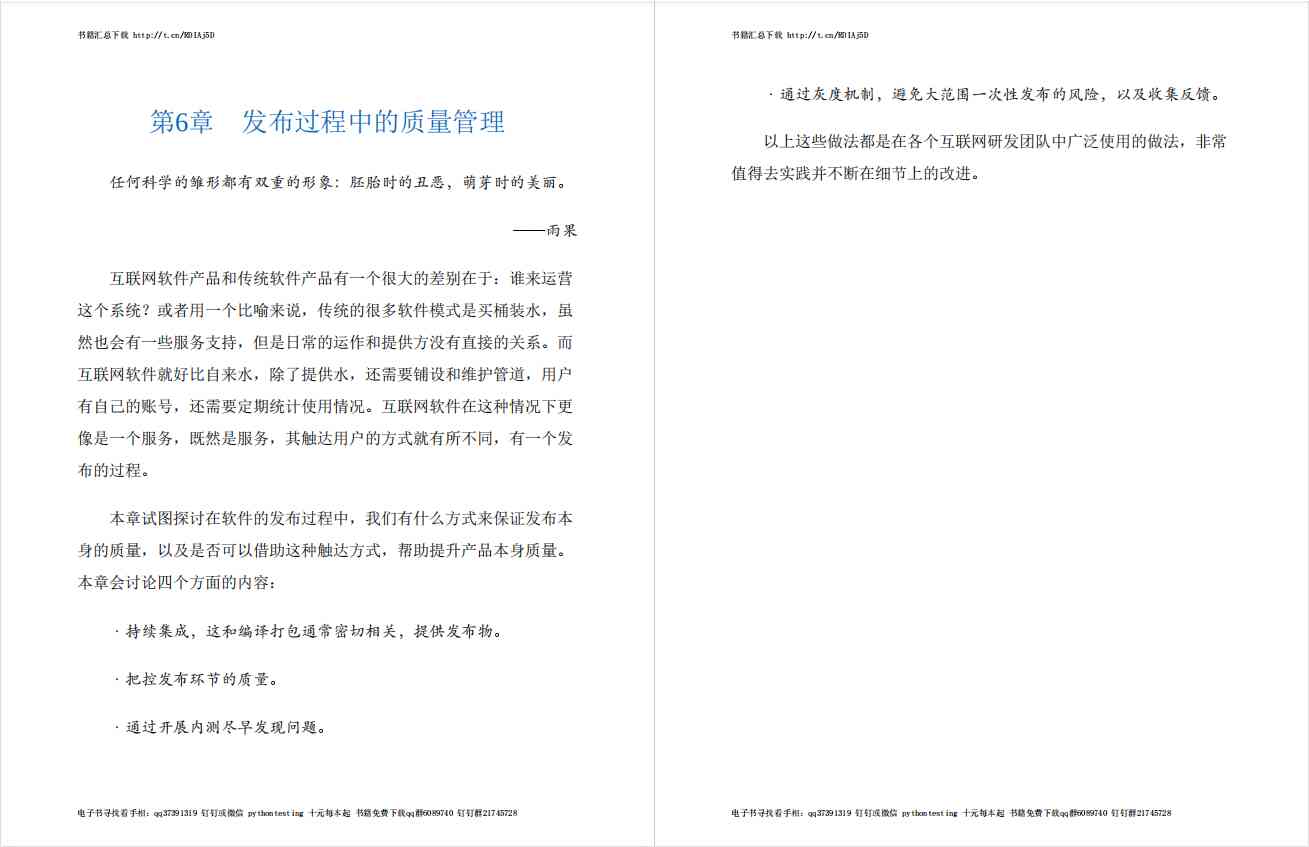 书籍汇总下载 http://t.cn/RDIAj5D
第6章 发布过程中的质量管理
任何科学的雏形都有双重的形象：胚胎时的丑恶，萌芽时的美丽。
——雨果
互联网软件产品和传统软件产品有一个很大的差别在于：谁来运营
这个系统？或者用一个比喻来说，传统的很多软件模式是买桶装水，虽
然也会有一些服务支持，但是日常的运作和提供方没有直接的关系。而
互联网软件就好比自来水，除了提供水，还需要铺设和维护管道，用户
有自己的账号，还需要定期统计使用情况。互联网软件在这种情况下更
像是一个服务，既然是服务，其触达用户的方式就有所不同，有一个发
布的过程。
本章试图探讨在软件的发布过程中，我们有什么方式来保证发布本
身的质量，以及是否可以借助这种触达方式，帮助提升产品本身质量。
本章会讨论四个方面的内容：
·持续集成，这和编译打包通常密切相关，提供发布物。
·把控发布环节的质量。
·通过开展内测尽早发现问题。
电子书寻找看手相：qq37391319 钉钉或微信 pythontesting 十元每本起 书籍免费下载qq群6089740 钉钉群21745728
书籍汇总下载 http://t.cn/RDIAj5D
·通过灰度机制，避免大范围一次性发布的风险，以及收集反馈。
以上这些做法都是在各个互联网研发团队中广泛使用的做法，非常
值得去实践并不断在细节上的改进。
电子书寻找看手相：qq37391319 钉钉或微信 pythontesting 十元每本起 书籍免费下载qq群6089740 钉钉群21745728